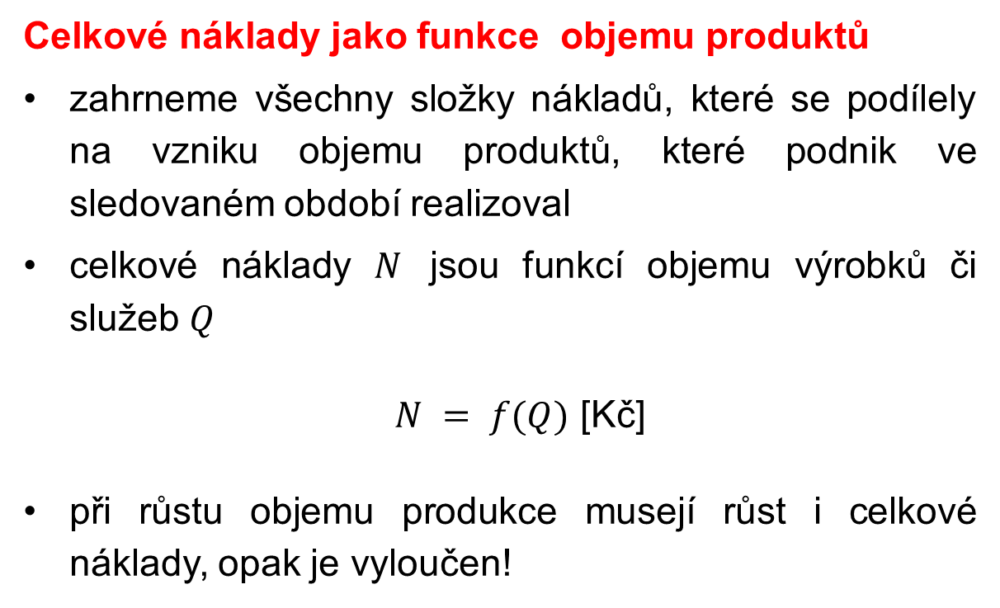 Celkové náklady jako funkce objemu produktů
• zahrneme všechny složky nákladů, které se podílely
na vzniku objemu produktů, které podnik ve
sledovaném období realizoval
• celkové náklady N jsou funkcí objemu výrobků či
služeb Q
N = f(Q) [Kč]
• při růstu objemu produkce musejí růst i celkové
náklady, opak je vyloučen!